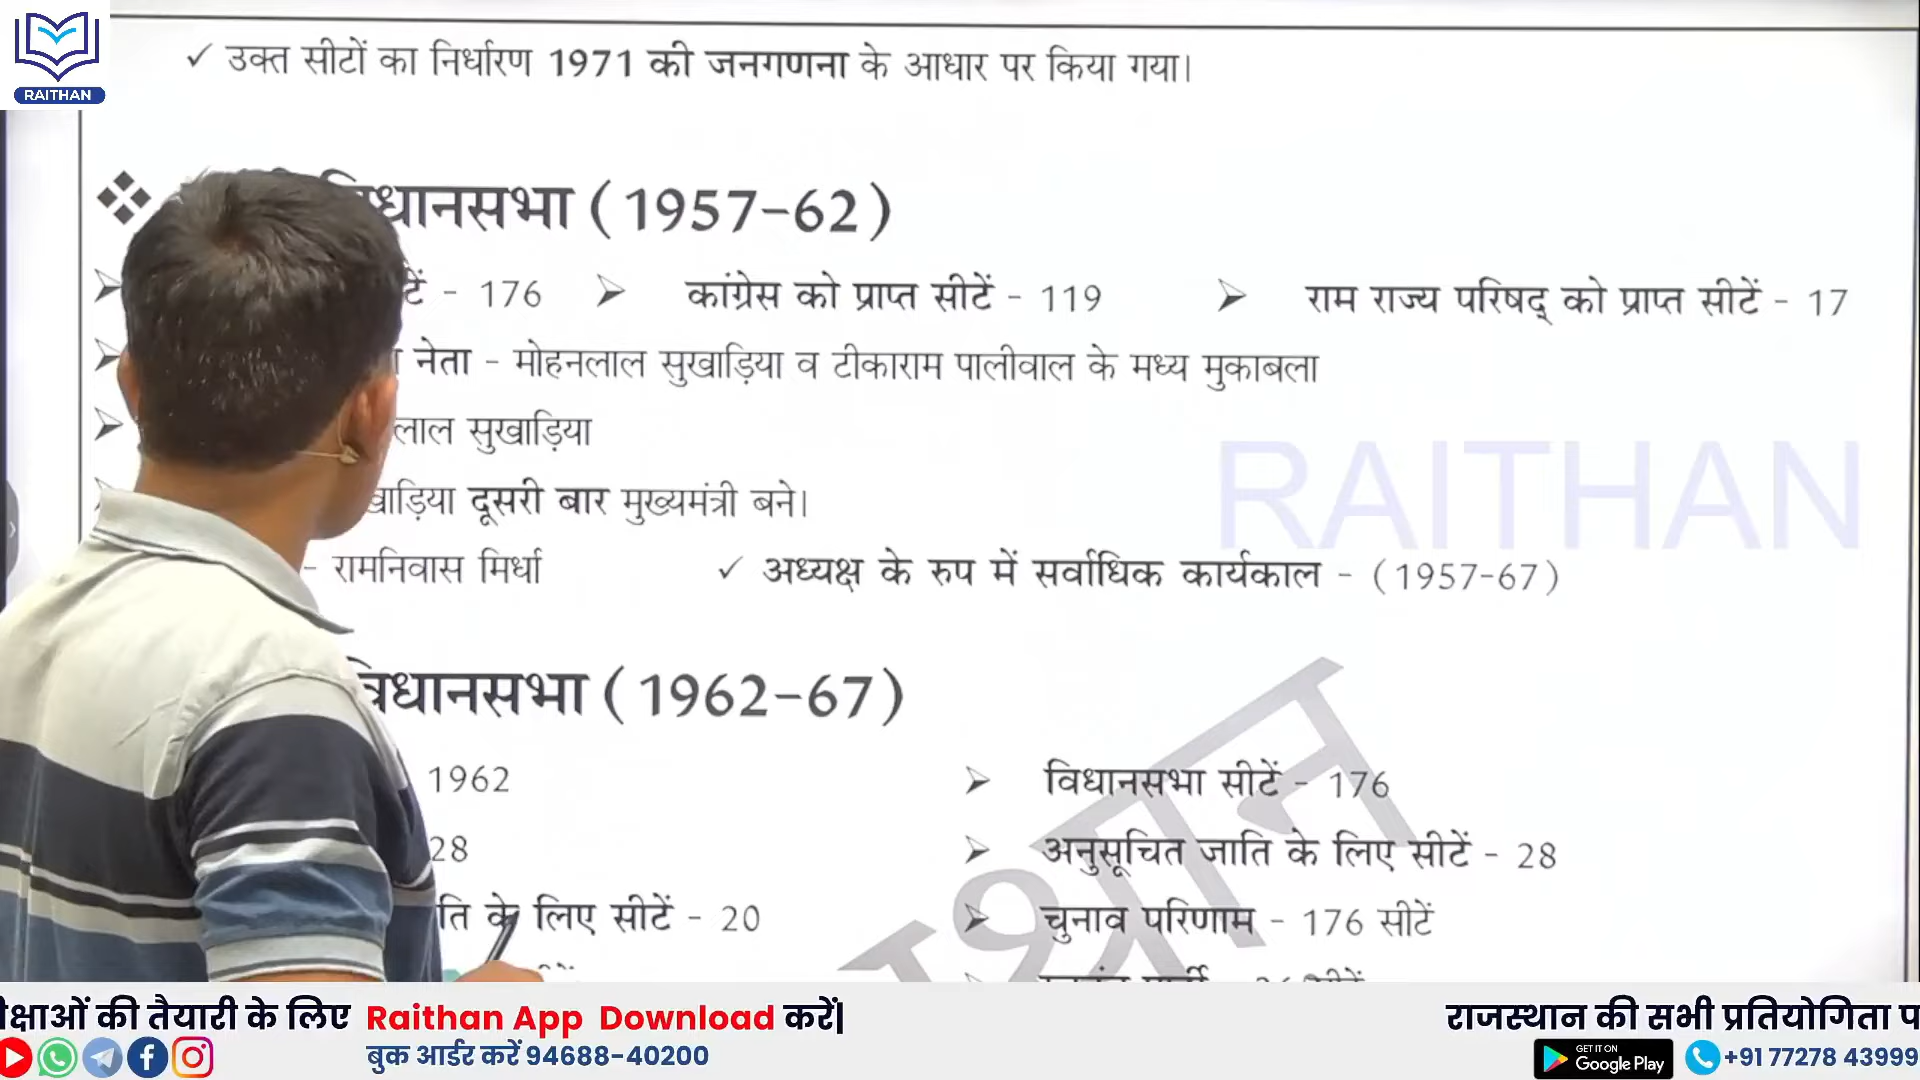 RAITHAN
✓ उक्त सीटों का निर्धारण 1971 की जनगणना के आधार पर किया गया।
(1957-62)
- 176 ➢ कांग्रेस को प्राप्त सीटें - 119 ➢ राम राज्य परिषद् को प्राप्त सीटें - 17
नेता - मोहनलाल सुखाड़िया व टीकाराम पालीवाल के मध्य मुकाबला
लाल सुखाड़िया
RAITHAN
दूसरी बार मुख्यमंत्री बने।
- रामनिवास मिर्धा ✓ अध्यक्ष के रुप में सर्वाधिक कार्यकाल - (1957-67)
विधानसभा (1962-67)
1962 ➢ विधानसभा सीटें - 176
28 ➢ अनुसूचित जाति के लिए सीटें - 28
ति के लिए सीटें - 20 ➢ चुनाव परिणाम - 176 सीटें
के लिए Raithan App Download करें|
बुक आर्डर करें 94688-40200
राजस्थान की सभी प्रतियोगिता प
GET IT ON
Google Play
+91 77278 43999